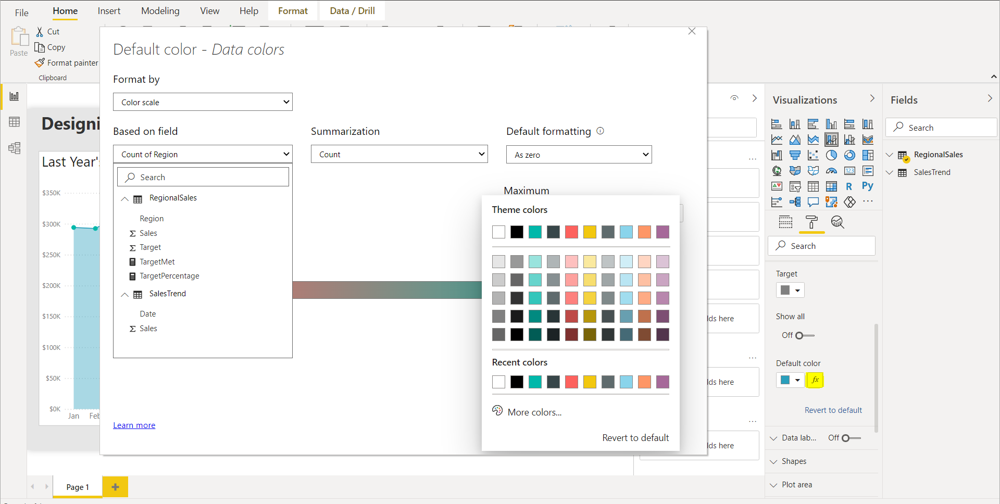 File
Home
Insert
Modeling
View
Help
Format
Data / Drill
Paste
Cut
Copy
Format painter
Clipboard
Default color - Data colors
Format by
Color scale
Based on field
Count of Region
Summarization
Count
Default formatting
As zero
Search
RegionalSales
Region
Sales
Target
TargetMet
TargetPercentage
SalesTrend
Date
Sales
Learn more
Maximum
Theme colors
Recent colors
More colors...
Revert to default
Designi
Last Year's
$350K
$300K
$250K
$200K
$150K
$100K
$50K
$0K
Jan
Feb
lds here
lds here
lds here
Visualizations
123
R
Py
Search
Target
Show all
Off
Default color
fx
Revert to default
Data lab...
Off
Shapes
Plot area
Fields
Search
RegionalSales
SalesTrend
Page 1